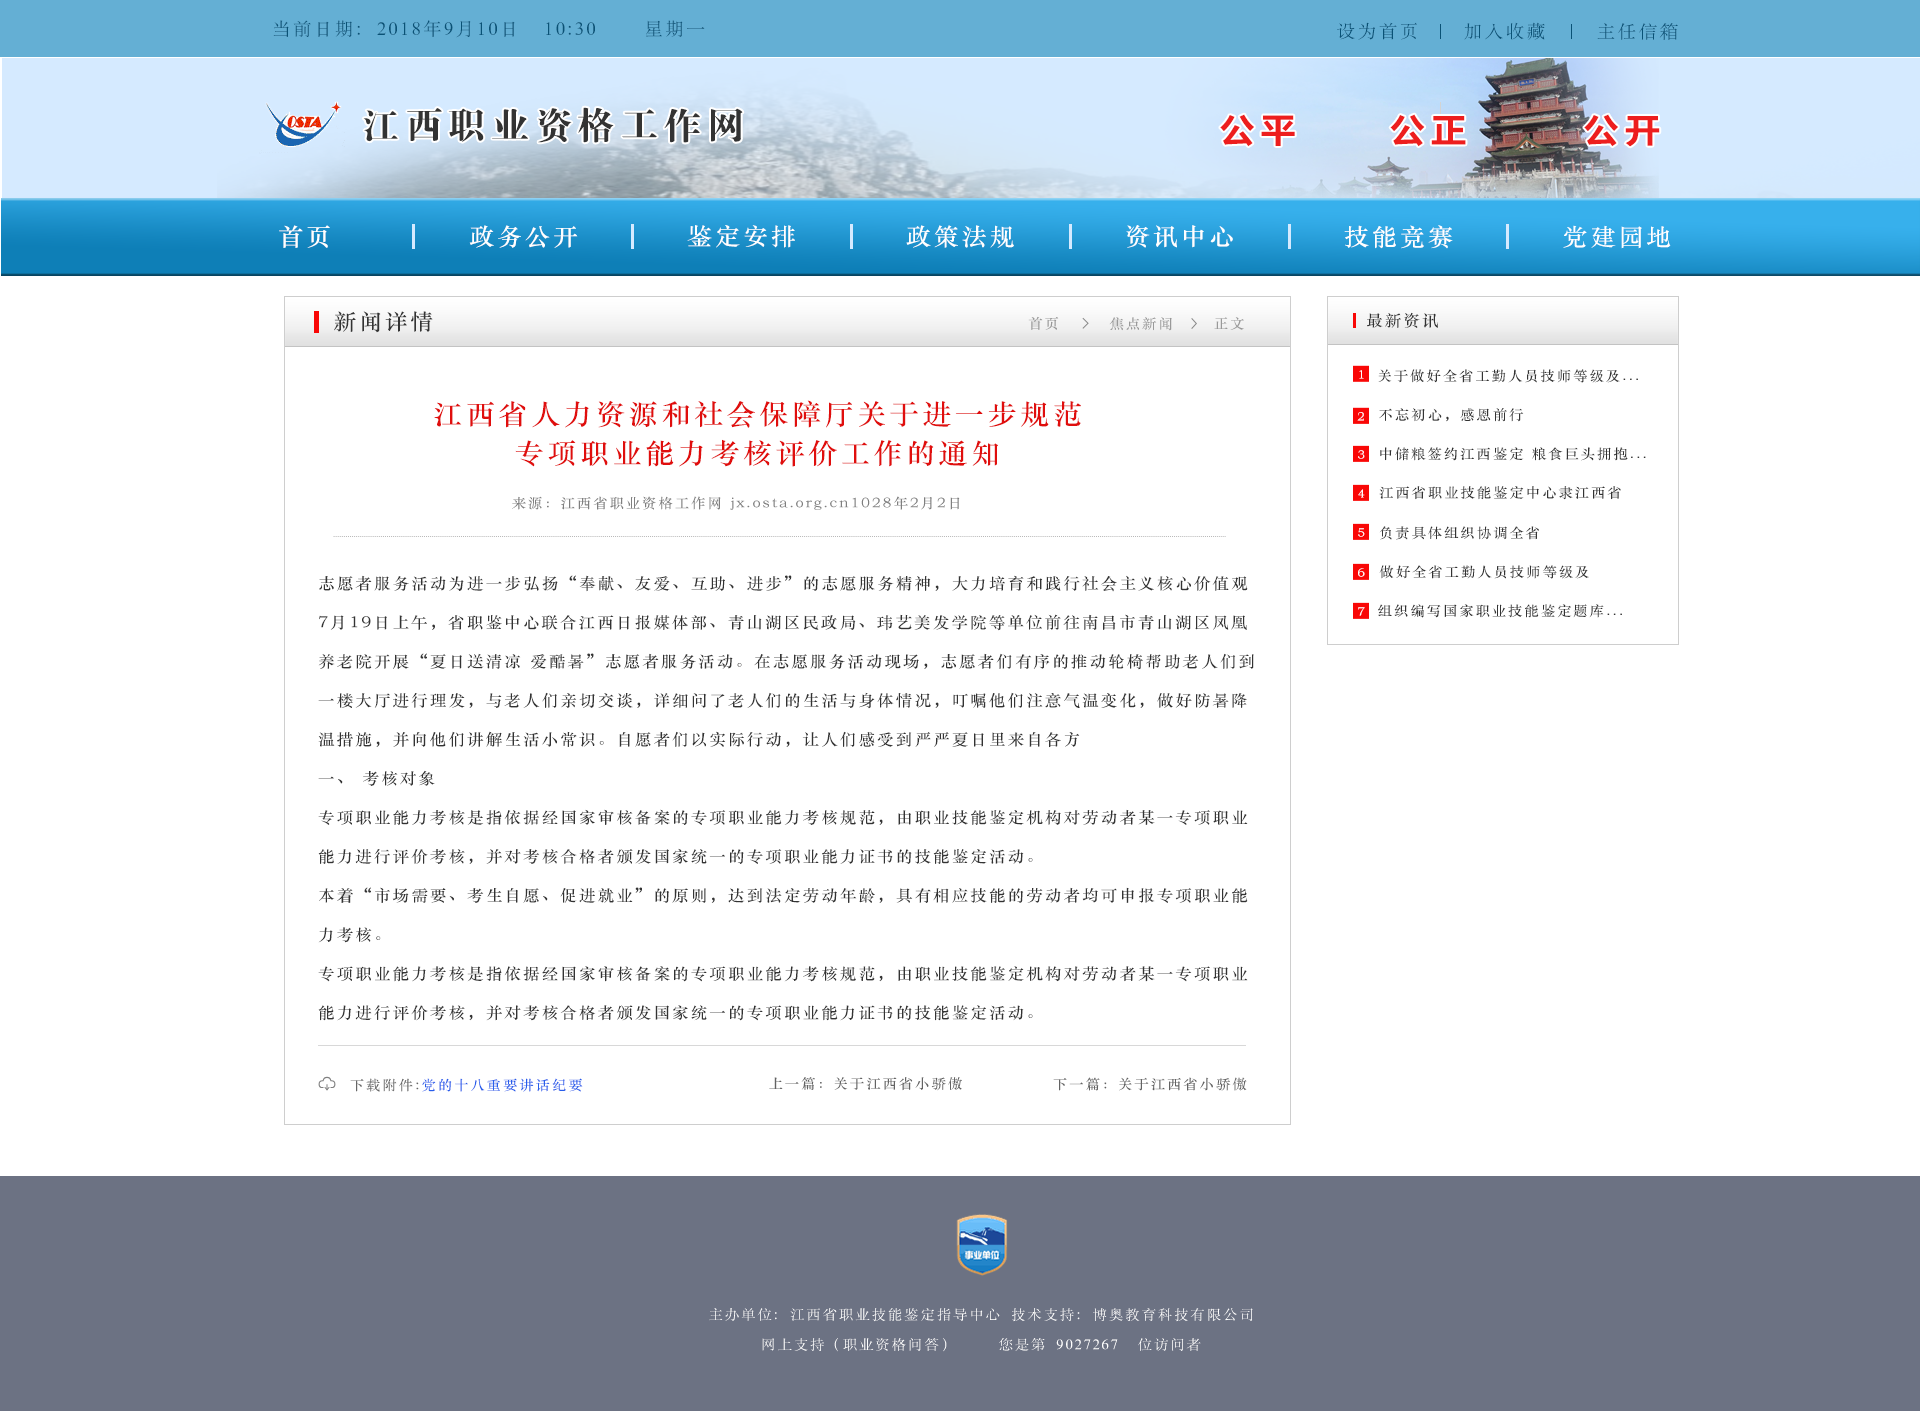 当前日期：2018年9月10日 10:30 星期一
设为首页 | 加入收藏 | 主任信箱
OSTA 江西职业资格工作网
公平 公正 公开
首页 政务公开 鉴定安排 政策法规 资讯中心 技能竞赛 党建园地
新闻详情
首页 > 焦点新闻 > 正文
江西省人力资源和社会保障厅关于进一步规范
专项职业能力考核评价工作的通知
来源：江西省职业资格工作网 jx.osta.org.cn1028年2月2日
志愿者服务活动为进一步弘扬“奉献、友爱、互助、进步”的志愿服务精神，大力培育和践行社会主义核心价值观
7月19日上午，省职鉴中心联合江西日报媒体部、青山湖区民政局、玮艺美发学院等单位前往南昌市青山湖区凤凰
养老院开展“夏日送清凉 爱酷暑”志愿者服务活动。在志愿服务活动现场，志愿者们有序的推动轮椅帮助老人们到
一楼大厅进行理发，与老人们亲切交谈，详细问了老人们的生活与身体情况，叮嘱他们注意气温变化，做好防暑降
温措施，并向他们讲解生活小常识。自愿者们以实际行动，让人们感受到严严夏日里来自各方
一、 考核对象
专项职业能力考核是指依据经国家审核备案的专项职业能力考核规范，由职业技能鉴定机构对劳动者某一专项职业
能力进行评价考核，并对考核合格者颁发国家统一的专项职业能力证书的技能鉴定活动。
本着“市场需要、考生自愿、促进就业”的原则，达到法定劳动年龄，具有相应技能的劳动者均可申报专项职业能
力考核。
专项职业能力考核是指依据经国家审核备案的专项职业能力考核规范，由职业技能鉴定机构对劳动者某一专项职业
能力进行评价考核，并对考核合格者颁发国家统一的专项职业能力证书的技能鉴定活动。
下载附件:党的十八重要讲话纪要
上一篇：关于江西省小骄傲
下一篇：关于江西省小骄傲
最新资讯
1 关于做好全省工勤人员技师等级及...
2 不忘初心，感恩前行
3 中储粮签约江西鉴定 粮食巨头拥抱...
4 江西省职业技能鉴定中心隶江西省
5 负责具体组织协调全省
6 做好全省工勤人员技师等级及
7 组织编写国家职业技能鉴定题库...
事业单位
主办单位：江西省职业技能鉴定指导中心 技术支持：博奥教育科技有限公司
网上支持（职业资格问答） 您是第 9027267 位访问者